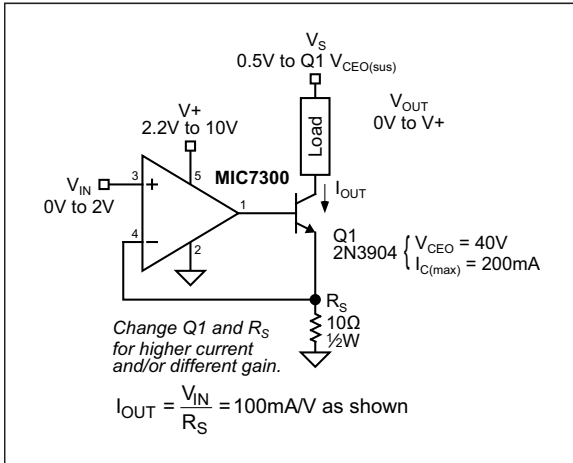 V_S
0.5V to Q1 V_CEO(sus)
V+
2.2V to 10V
Load
V_OUT
0V to V+
MIC7300
V_IN
0V to 2V
3
+
5
4
−
2
1
I_OUT
Q1
2N3904
V_CEO = 40V
I_C(max) = 200mA
R_S
10Ω
½W
Change Q1 and R_S
for higher current
and/or different gain.
I_OUT = V_IN / R_S = 100mA/V as shown